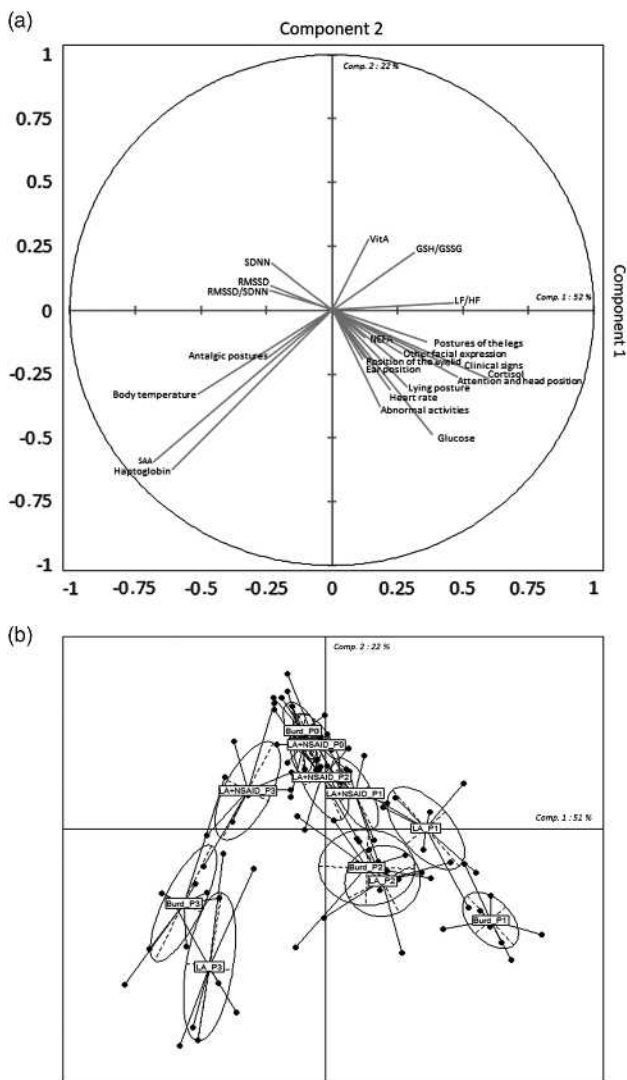 (a)
Component 2
1
Comp. 2 : 22 %
0.75
0.5
VitA
0.25
GSH/GSSG
SDNN
RMSSD
LF/HF
RMSSD/SDNN
Comp. 1 : 52 %
0
Component 1
NEFA
Postures of the legs
Antalgic postures
Other facial expression
Position of the eyelid
Clinical signs
Ear position
Cortisol
-0.25
Attention and head position
Lying posture
Body temperature
Heart rate
Abnormal activities
-0.5
Glucose
SAA
Haptoglobin
-0.75
-1
-1 -0.75 -0.5 -0.25 0 0.25 0.5 0.75 1
(b)
Comp. 2 : 22 %
Burd_P0
LA+NSAID_P0
LA+NSAID_P2
LA+NSAID_P3
LA+NSAID_P1
LA_P1
Comp. 1 : 51 %
Burd_P2
LA_P2
Burd_P3
Burd_P1
LA_P3